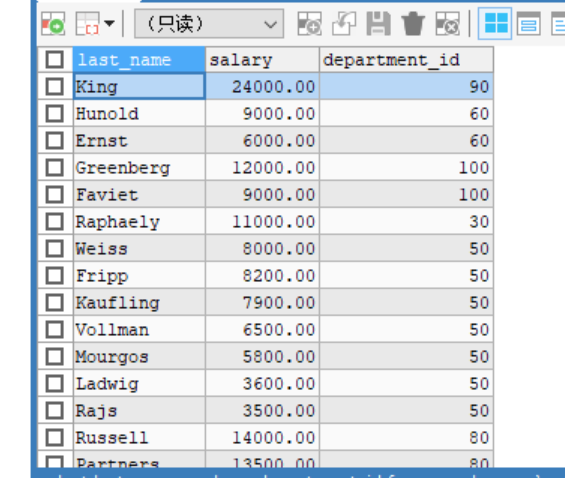 (只读)
last_name salary department_id
King 24000.00 90
Hunold 9000.00 60
Ernst 6000.00 60
Greenberg 12000.00 100
Faviet 9000.00 100
Raphaely 11000.00 30
Weiss 8000.00 50
Fripp 8200.00 50
Kaufling 7900.00 50
Vollman 6500.00 50
Mourgos 5800.00 50
Ladwig 3600.00 50
Rajs 3500.00 50
Russell 14000.00 80
Partners 13500.00 80